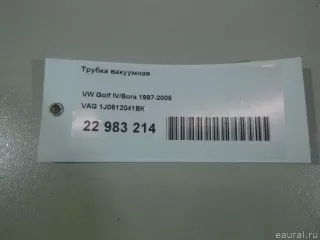 Трубка вакуумная
VW Golf IV/Bora 1997-2005
VAG 1J0612041BK
22 983 214
eaural.ru